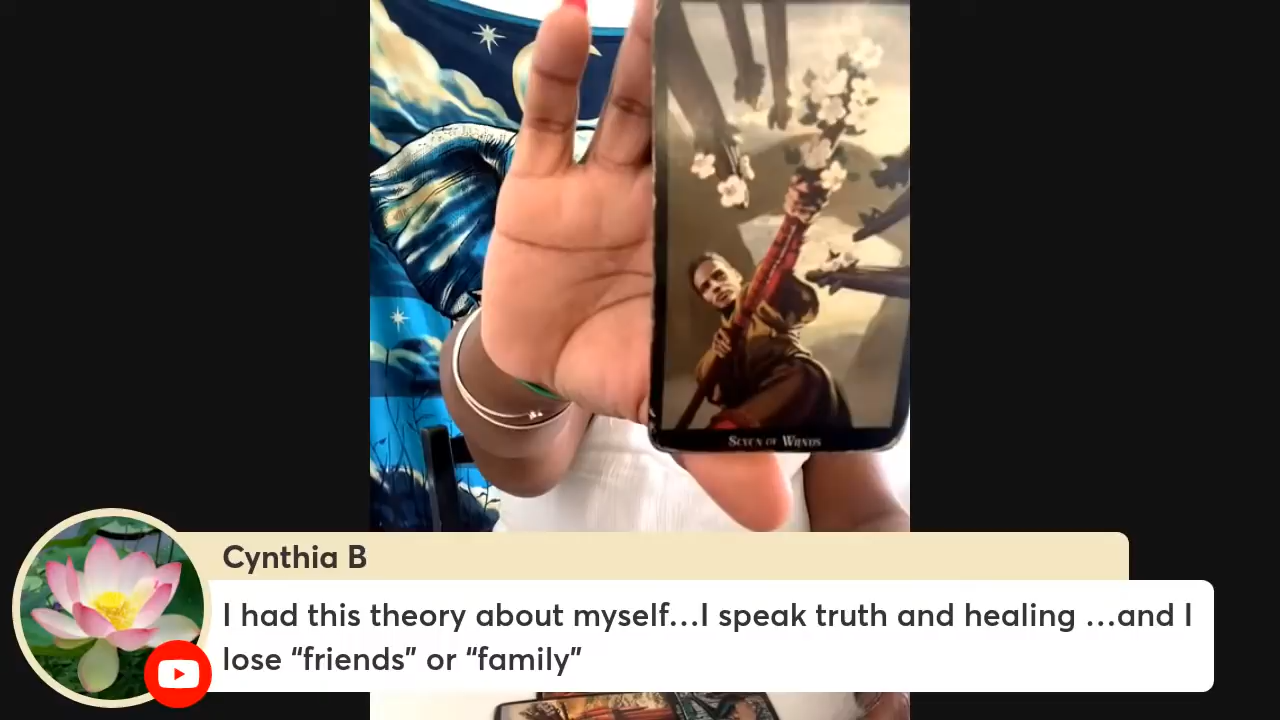 SEVEN OF WANDS
Cynthia B
I had this theory about myself...I speak truth and healing ...and I
lose “friends” or “family”